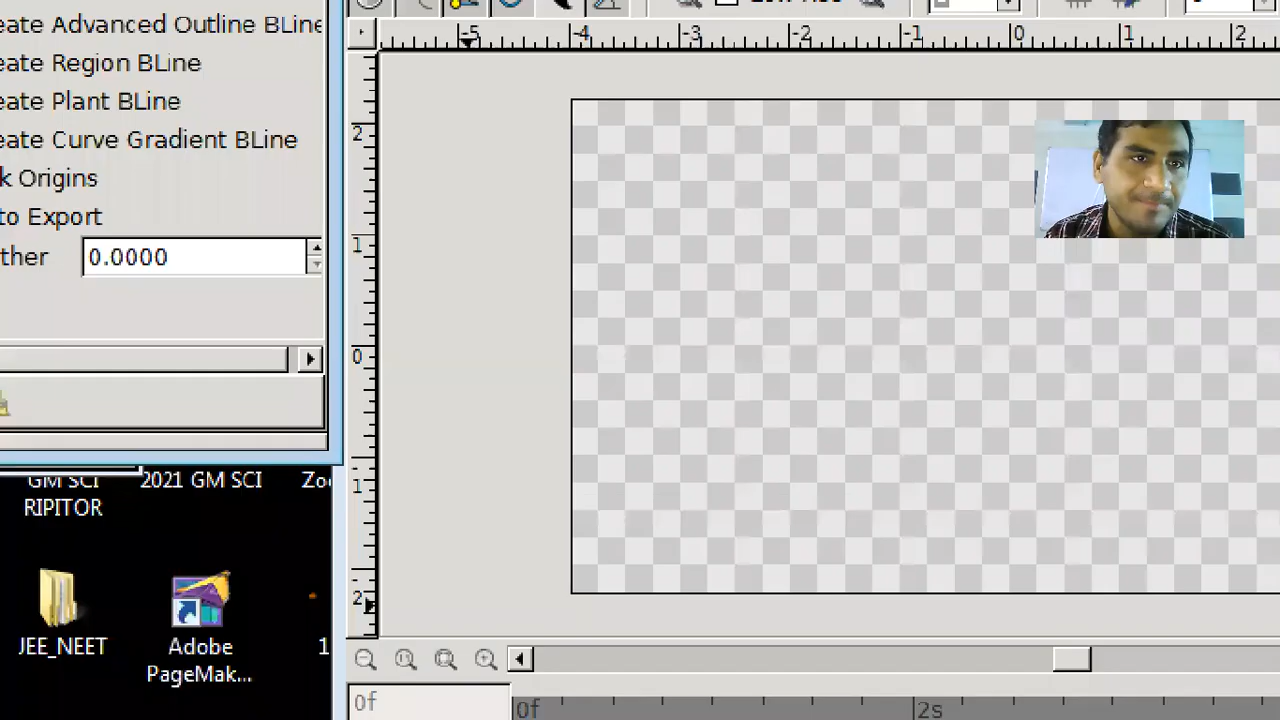 eate Advanced Outline BLine
eate Region BLine
eate Plant BLine
eate Curve Gradient BLine
k Origins
to Export
ther 0.0000
GM SCI
RIPITOR
2021 GM SCI
Zo
JEE_NEET
Adobe
PageMak...
1
-5 -4 -3 -2 -1 0 1 2
2
1
0
-1
-2
0f
0f 2s